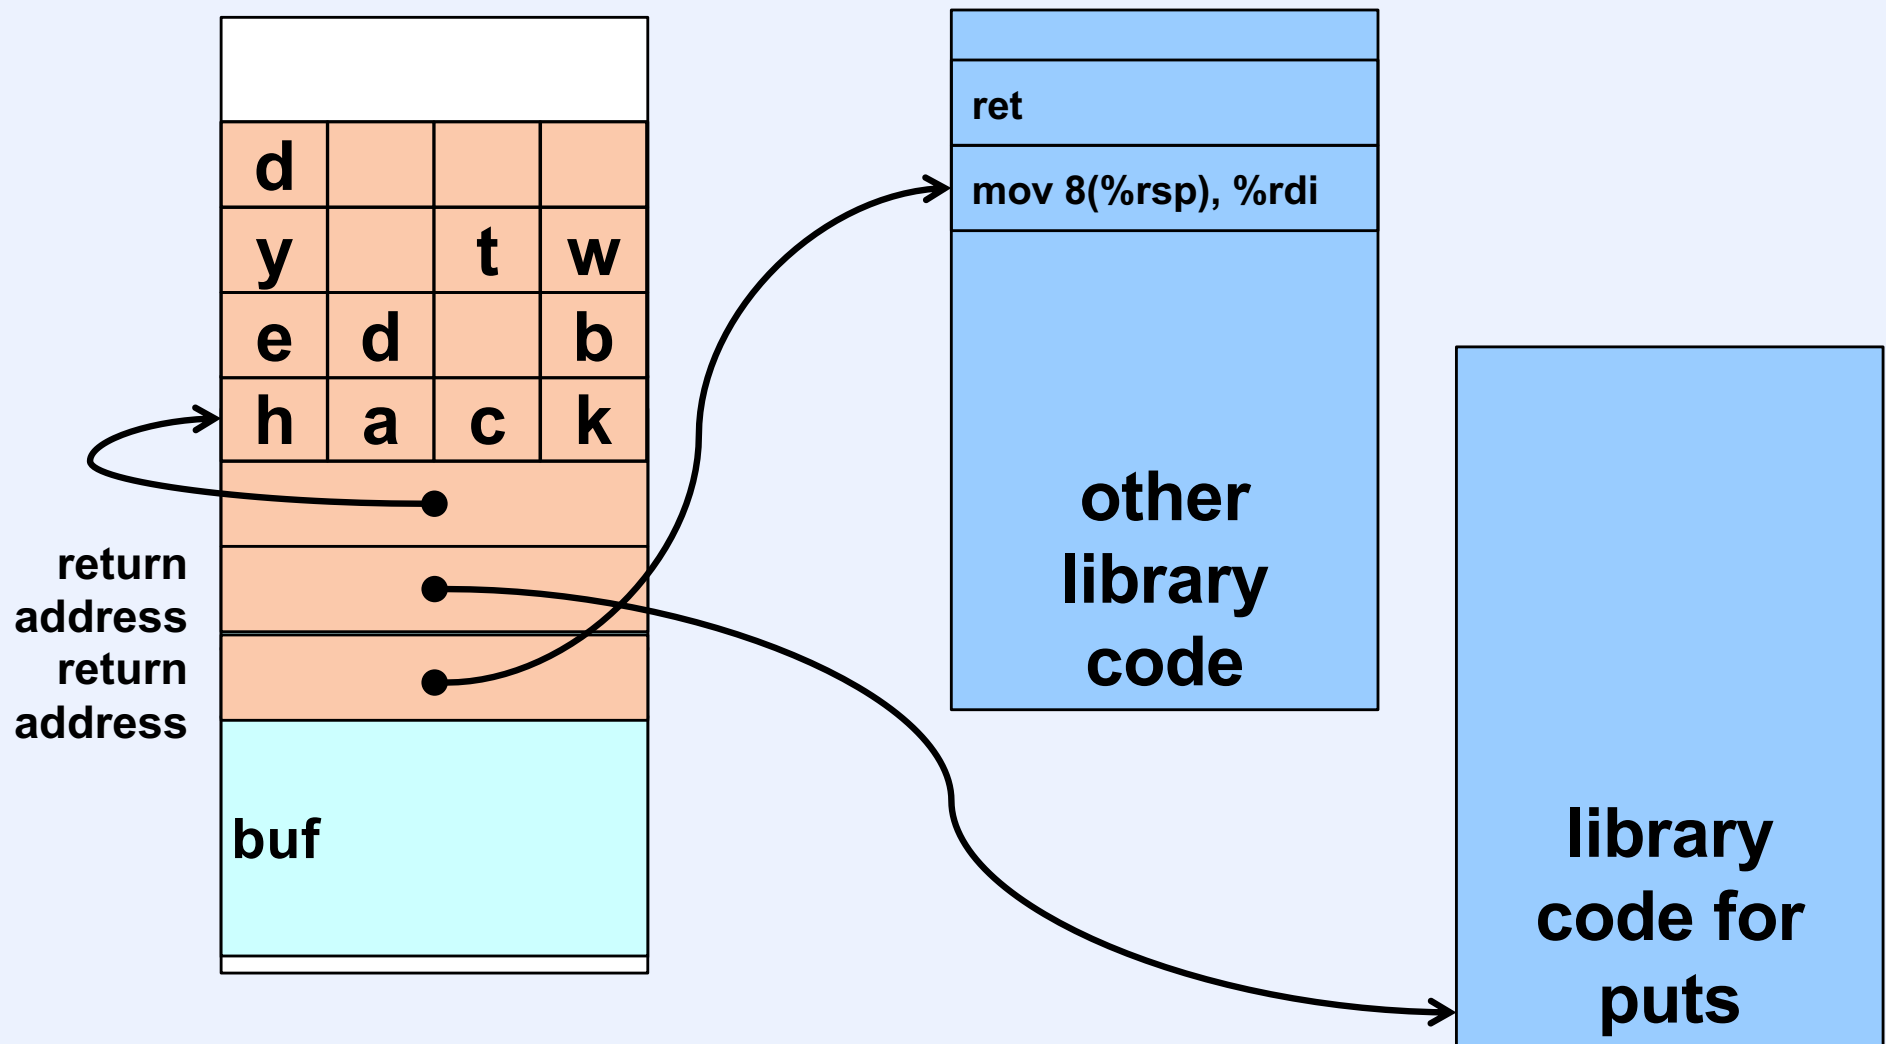 d
y t w
e d b
h a c k
return
address
return
address
buf
ret
mov 8(%rsp), %rdi
other
library
code
library
code for
puts